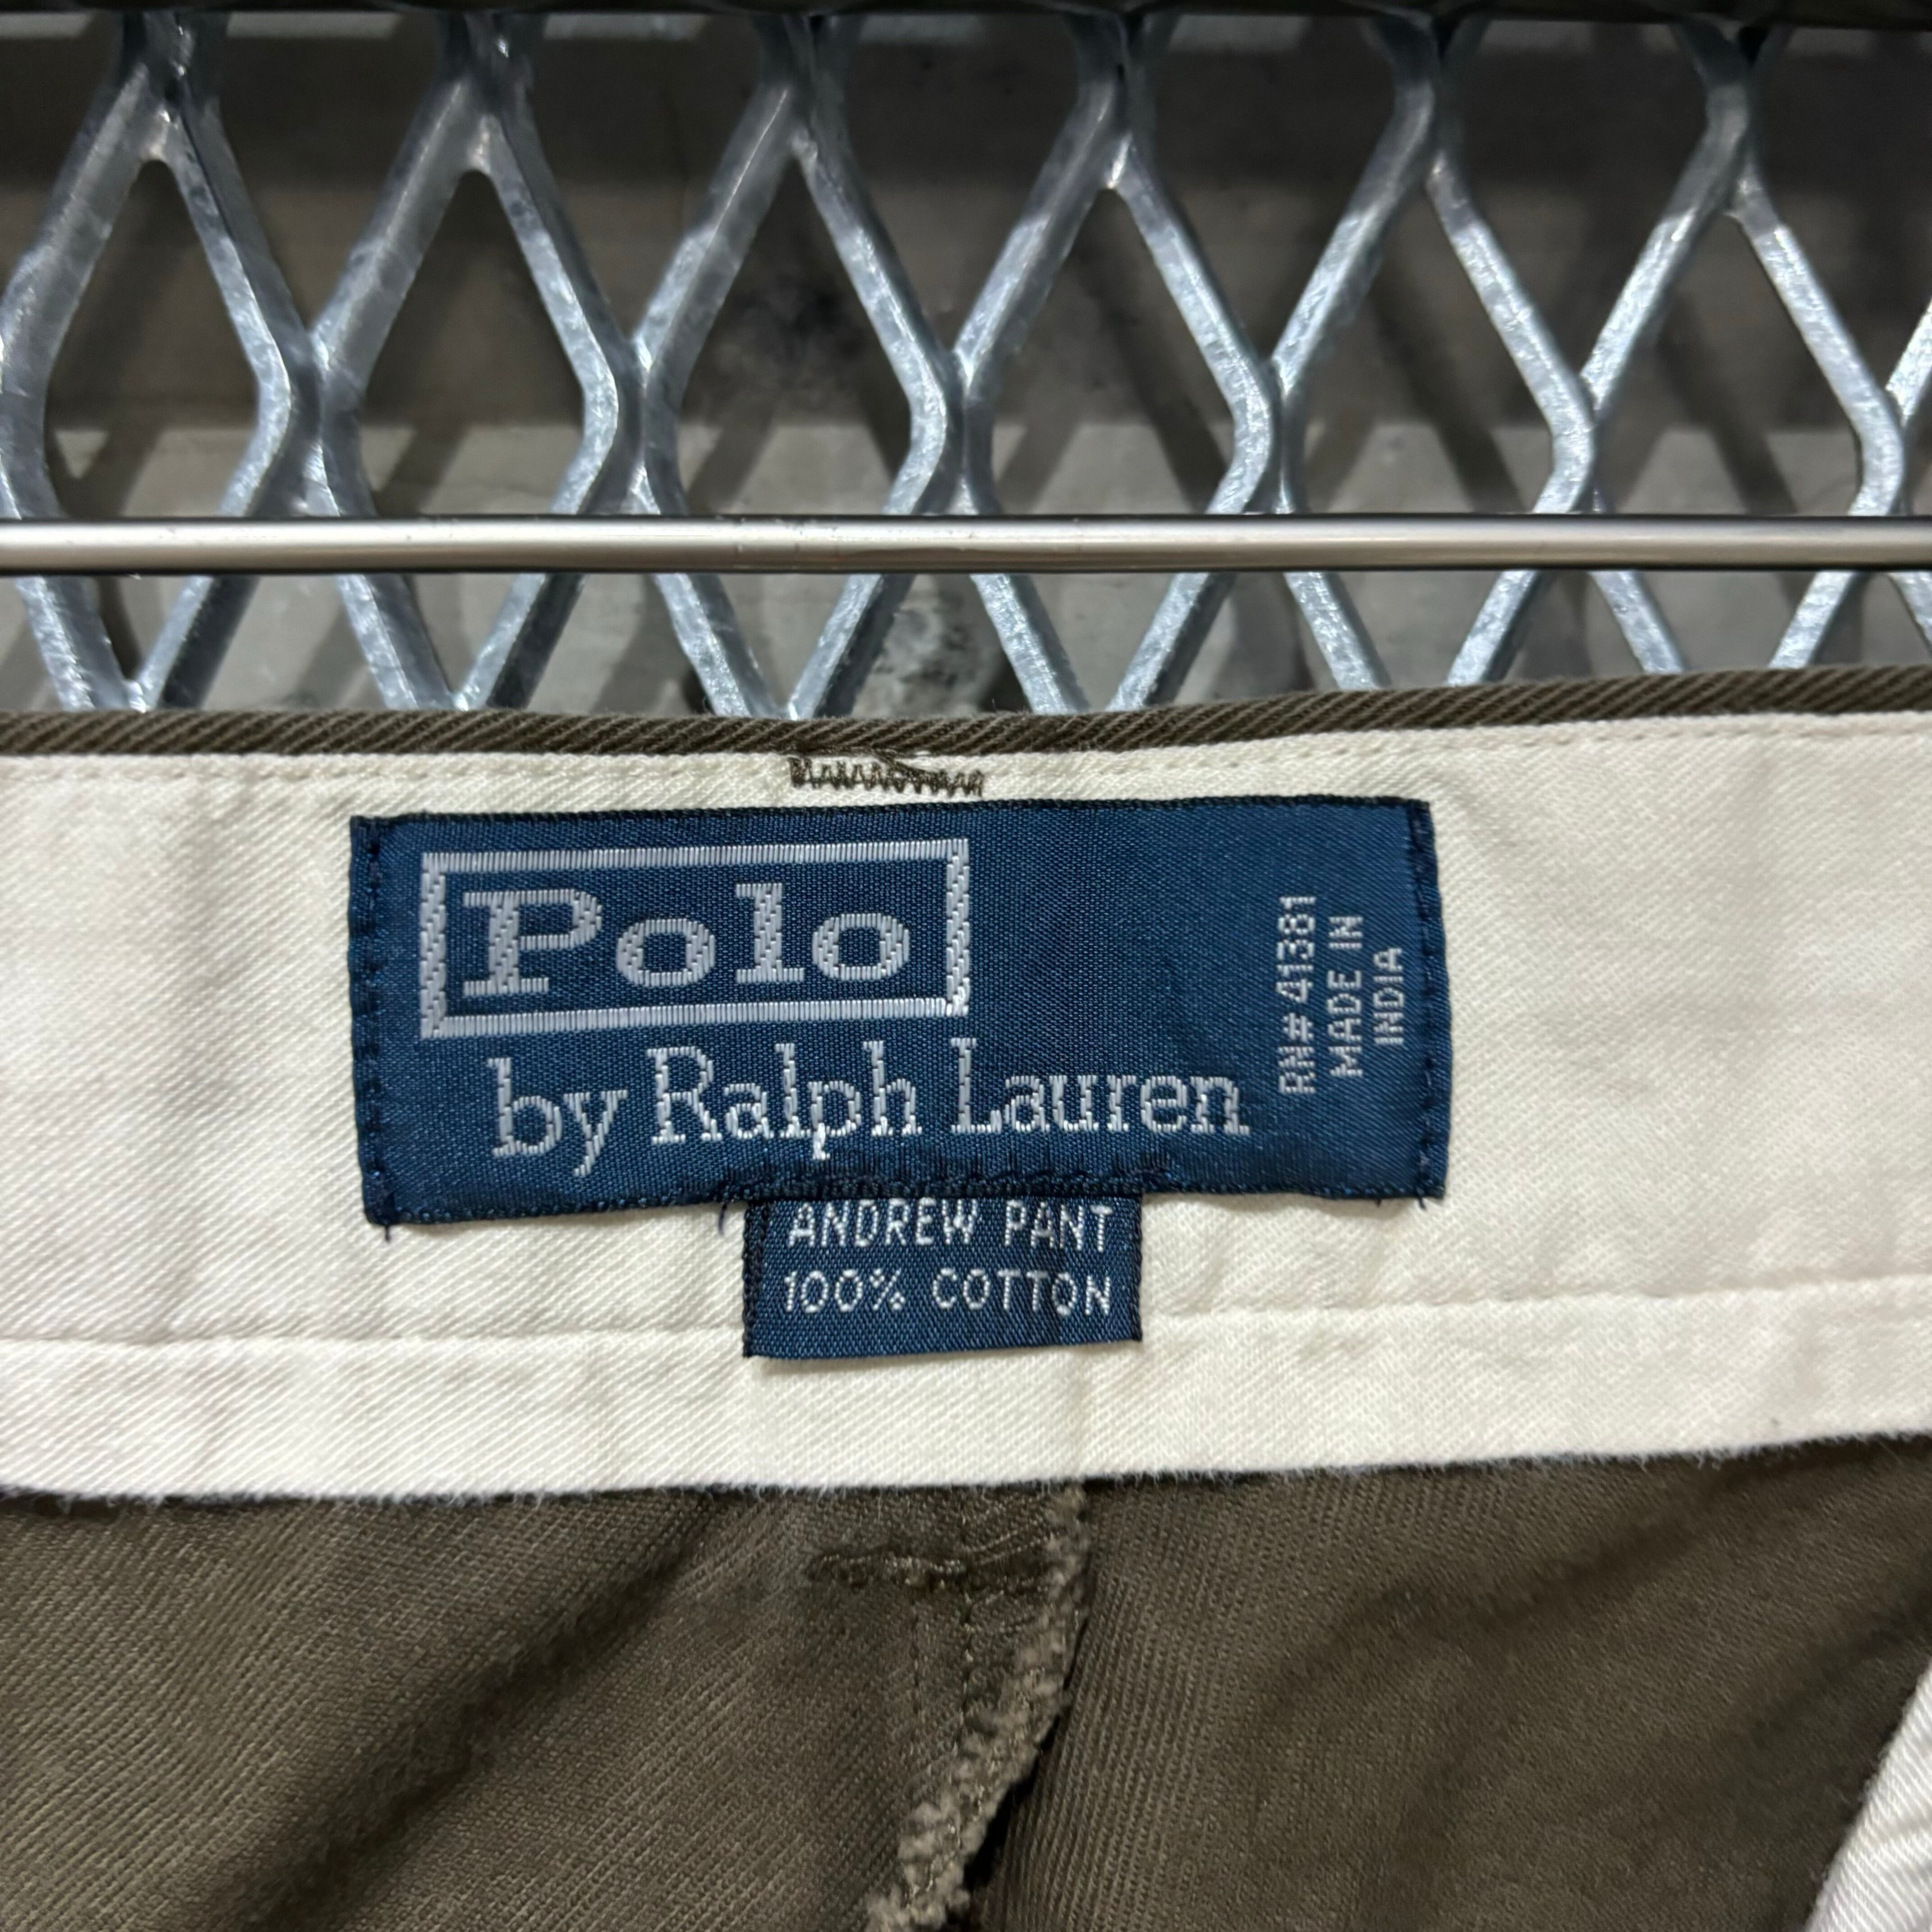 Polo
by Ralph Lauren
RN# 41381
MADE IN
INDIA
ANDREW PANT
100% COTTON